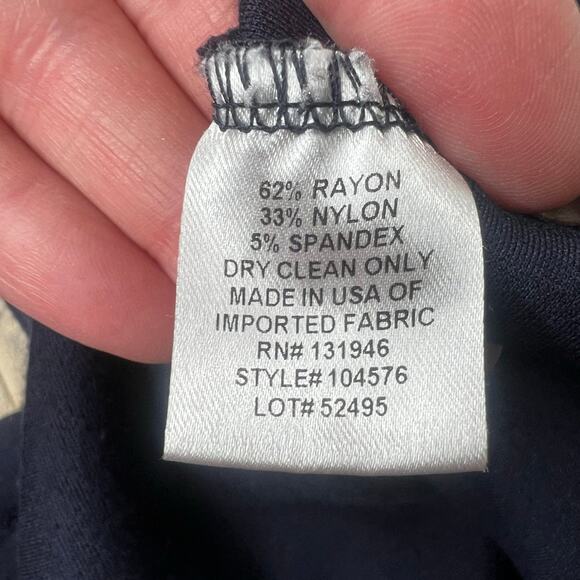 62% RAYON
33% NYLON
5% SPANDEX
DRY CLEAN ONLY
MADE IN USA OF
IMPORTED FABRIC
RN# 131946
STYLE# 104576
LOT# 52495